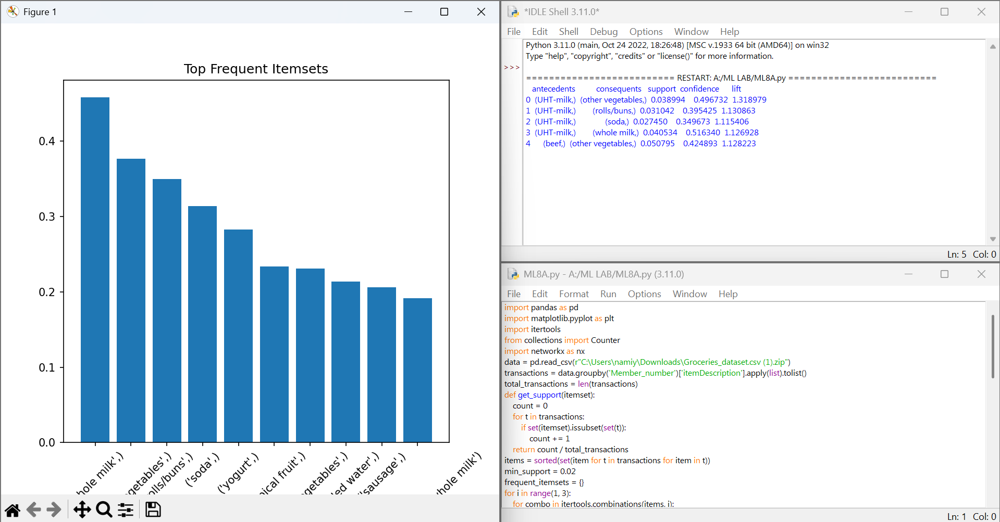 Figure 1
Top Frequent Itemsets
0.4
0.3
0.2
0.1
0.0
hole milk',)
getables',)
olls/buns',)
('soda',)
('yogurt',)
pical fruit',)
getables',)
led water',)
'sausage',)
hole milk')
*IDLE Shell 3.11.0*
File Edit Shell Debug Options Window Help
Python 3.11.0 (main, Oct 24 2022, 18:26:48) [MSC v.1933 64 bit (AMD64)] on win32
Type "help", "copyright", "credits" or "license()" for more information.
>>>
========================== RESTART: A:/ML LAB/ML8A.py ==========================
antecedents consequents support confidence lift
0 (UHT-milk,) (other vegetables,) 0.038994 0.496732 1.318979
1 (UHT-milk,) (rolls/buns,) 0.031042 0.395425 1.130863
2 (UHT-milk,) (soda,) 0.027450 0.349673 1.115406
3 (UHT-milk,) (whole milk,) 0.040534 0.516340 1.126928
4 (beef,) (other vegetables,) 0.050795 0.424893 1.128223
Ln: 5 Col: 0
ML8A.py - A:/ML LAB/ML8A.py (3.11.0)
File Edit Format Run Options Window Help
import pandas as pd
import matplotlib.pyplot as plt
import itertools
from collections import Counter
import networkx as nx
data = pd.read_csv(r"C:\Users\namiy\Downloads\Groceries_dataset.csv (1).zip")
transactions = data.groupby('Member_number')['itemDescription'].apply(list).tolist()
total_transactions = len(transactions)
def get_support(itemset):
    count = 0
    for t in transactions:
        if set(itemset).issubset(set(t)):
            count += 1
    return count / total_transactions
items = sorted(set(item for t in transactions for item in t))
min_support = 0.02
frequent_itemsets = {}
for i in range(1, 3):
    for combo in itertools.combinations(items, i):
Ln: 1 Col: 0